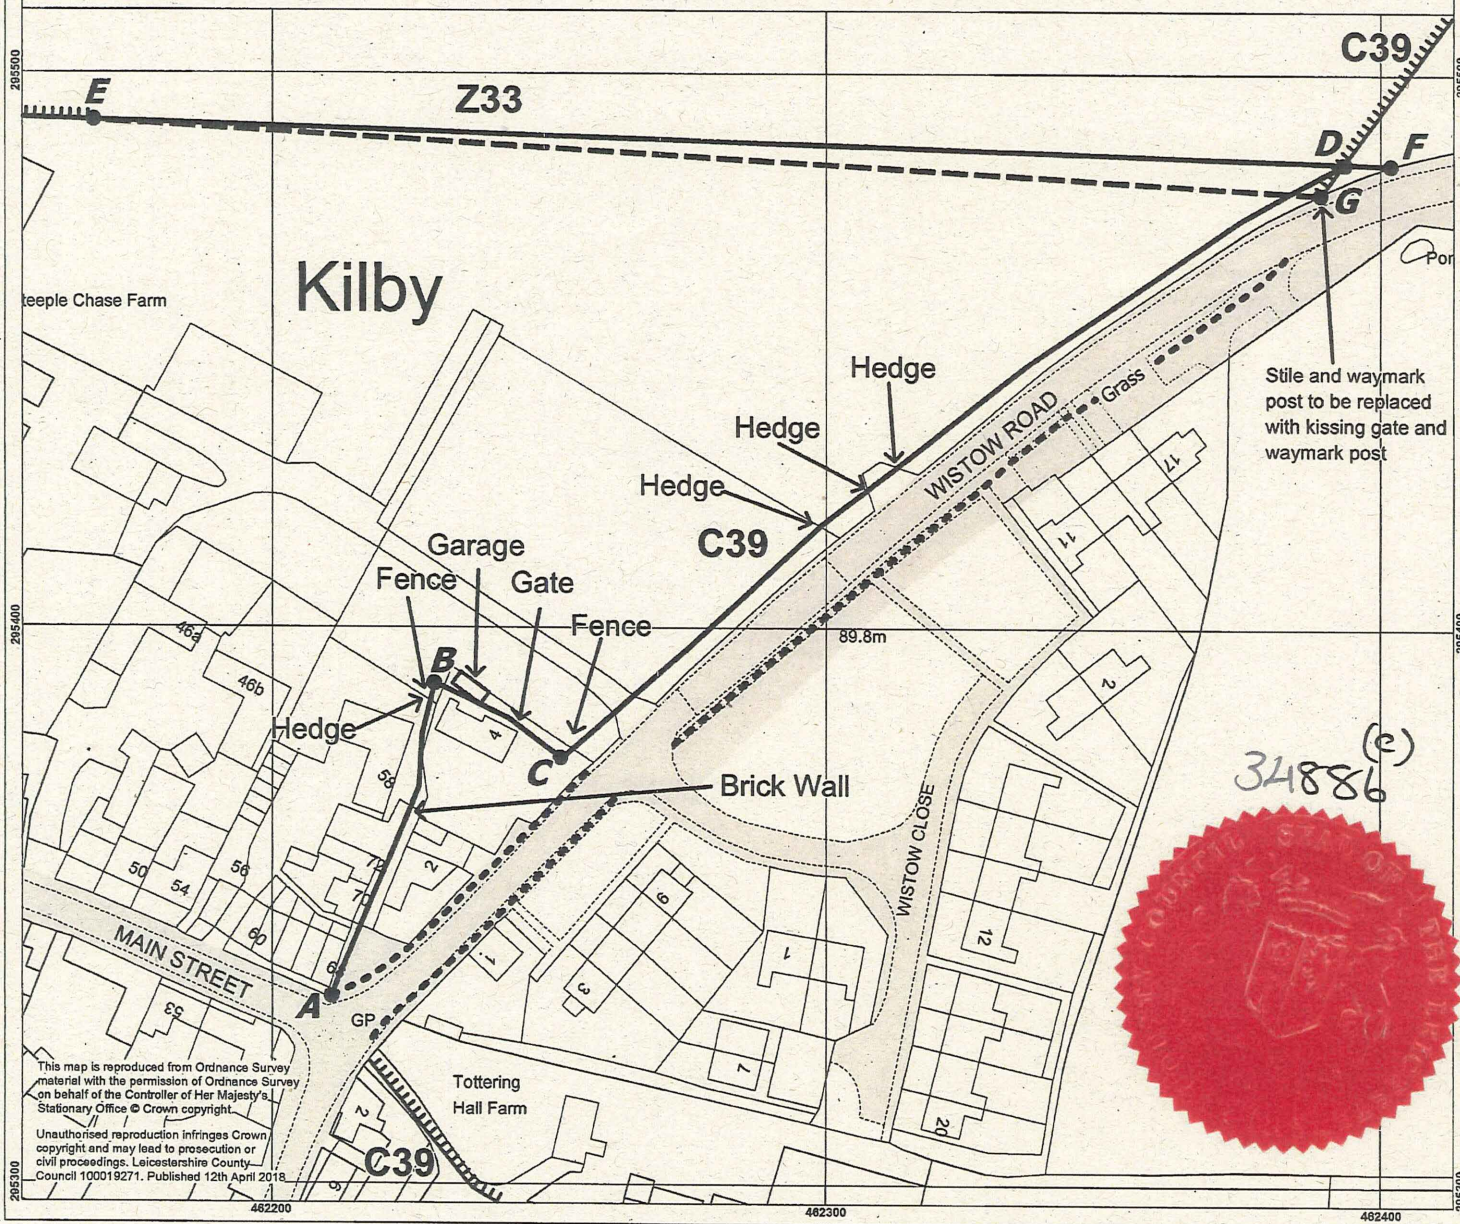 C39
295500
E
Z33
D
F
G
Kilby
teeple Chase Farm
Hedge
Hedge
Hedge
WISTOW ROAD
Grass
Stile and waymark
post to be replaced
with kissing gate and
waymark post
17
11
C39
Garage
Fence
Gate
Fence
295400
89.8m
46a
46b
B
Hedge
4
C
58
Brick Wall
2
34886
(e)
WISTOW CLOSE
50
54
56
60
72
70
2
9
3
1
1
12
7
20
MAIN STREET
53
A
GP
Tottering
Hall Farm
2
C39
6
This map is reproduced from Ordnance Survey
material with the permission of Ordnance Survey
on behalf of the Controller of Her Majesty's
Stationary Office © Crown copyright.
Unauthorised reproduction infringes Crown
copyright and may lead to prosecution or
civil proceedings. Leicestershire County
Council 100019271. Published 12th April 2018
295300
462200
462300
462400